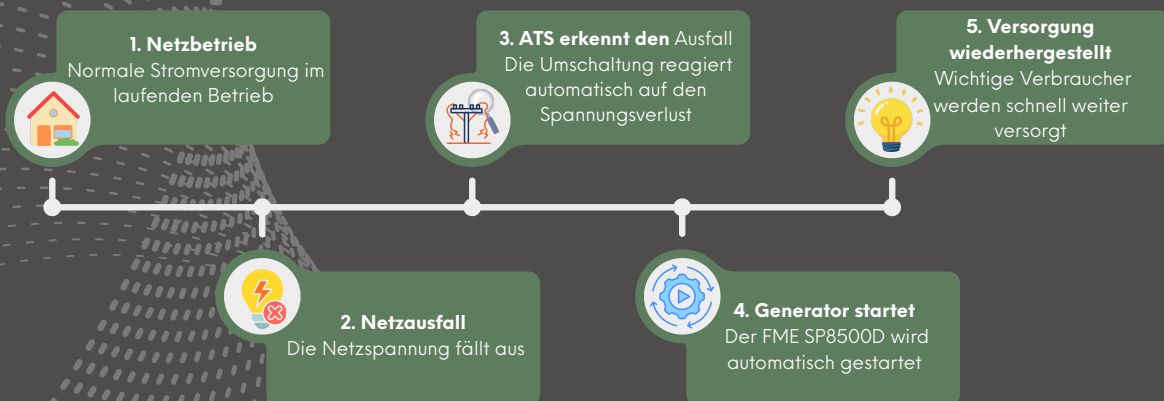 1. Netzbetrieb
Normale Stromversorgung im
laufenden Betrieb
2. Netzausfall
Die Netzspannung fällt aus
3. ATS erkennt den Ausfall
Die Umschaltung reagiert
automatisch auf den
Spannungsverlust
4. Generator startet
Der FME SP8500D wird
automatisch gestartet
5. Versorgung
wiederhergestellt
Wichtige Verbraucher
werden schnell weiter
versorgt